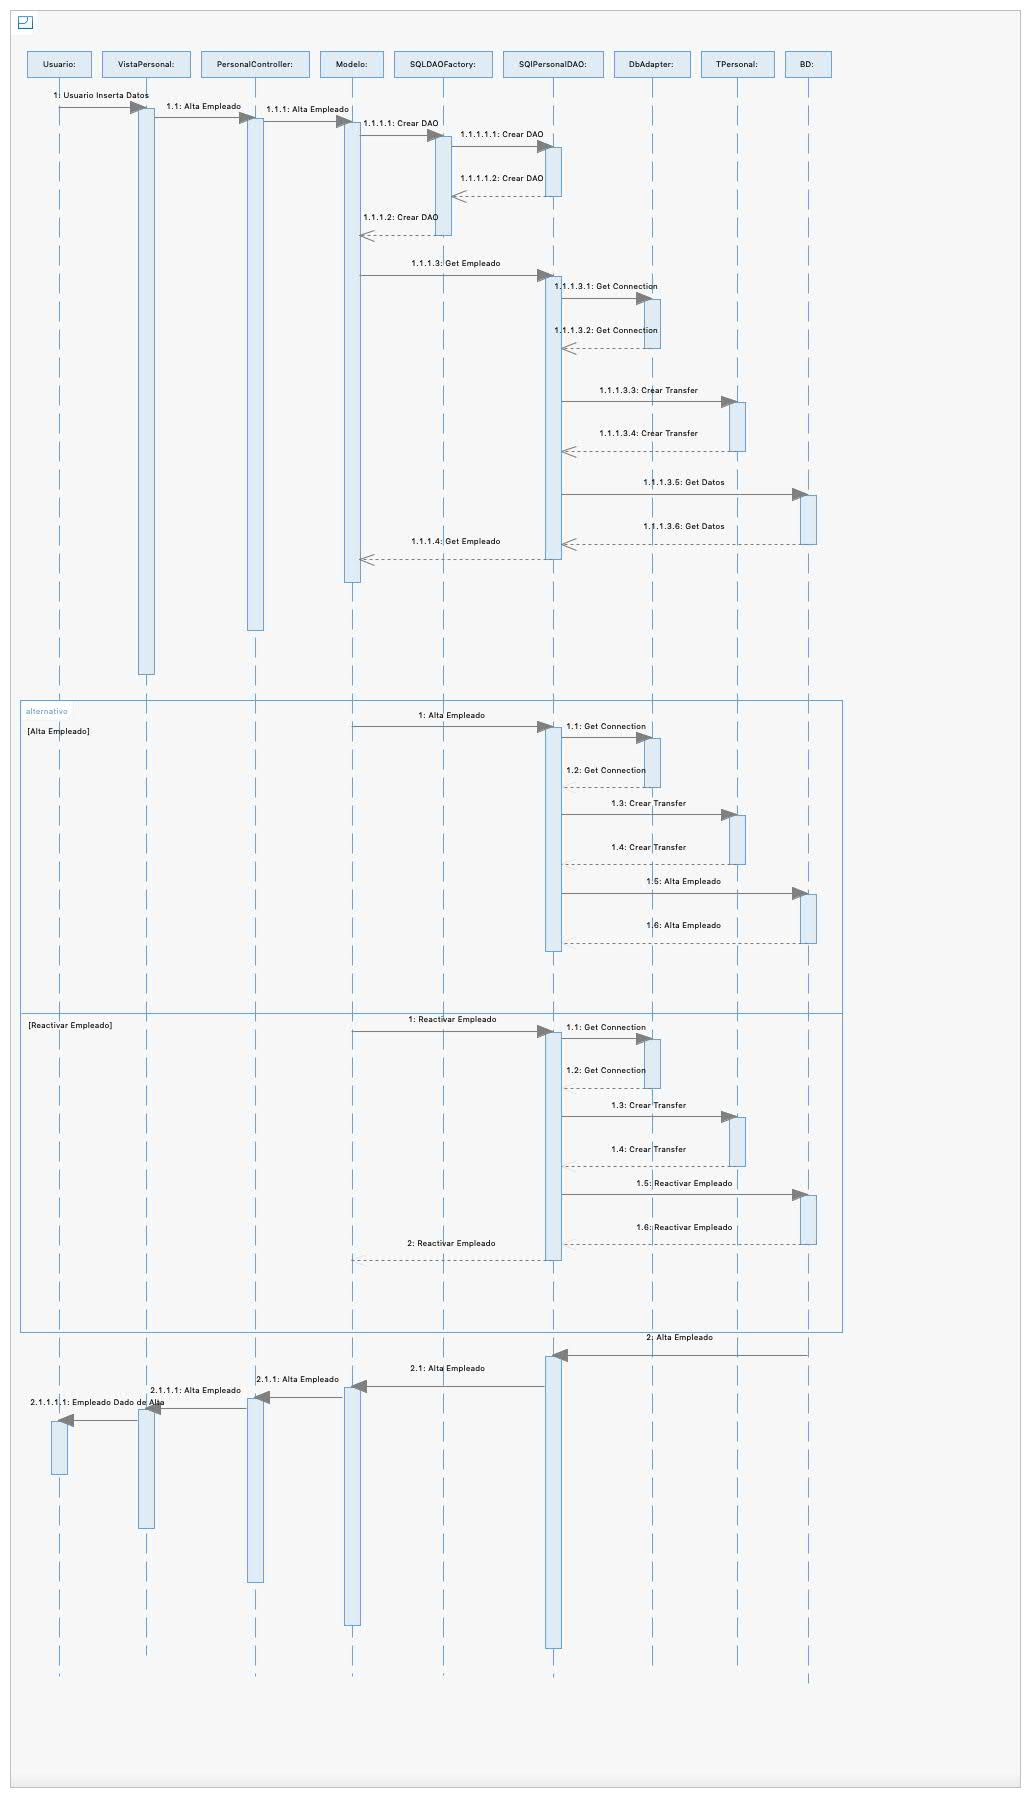 Usuario:
VistaPersonal:
PersonalController:
Modelo:
SQLDAOFactory:
SQlPersonalDAO:
DbAdapter:
TPersonal:
BD:
1: Usuario Inserta Datos
1.1: Alta Empleado
1.1.1: Alta Empleado
1.1.1.1: Crear DAO
1.1.1.1.1: Crear DAO
1.1.1.1.2: Crear DAO
1.1.1.2: Crear DAO
1.1.1.3: Get Empleado
1.1.1.3.1: Get Connection
1.1.1.3.2: Get Connection
1.1.1.3.3: Crear Transfer
1.1.1.3.4: Crear Transfer
1.1.1.3.5: Get Datos
1.1.1.3.6: Get Datos
1.1.1.4: Get Empleado
alternativo
[Alta Empleado]
1: Alta Empleado
1.1: Get Connection
1.2: Get Connection
1.3: Crear Transfer
1.4: Crear Transfer
1.5: Alta Empleado
1.6: Alta Empleado
[Reactivar Empleado]
1: Reactivar Empleado
1.1: Get Connection
1.2: Get Connection
1.3: Crear Transfer
1.4: Crear Transfer
1.5: Reactivar Empleado
1.6: Reactivar Empleado
2: Reactivar Empleado
2: Alta Empleado
2.1: Alta Empleado
2.1.1: Alta Empleado
2.1.1.1: Alta Empleado
2.1.1.1.1: Empleado Dado de Alta